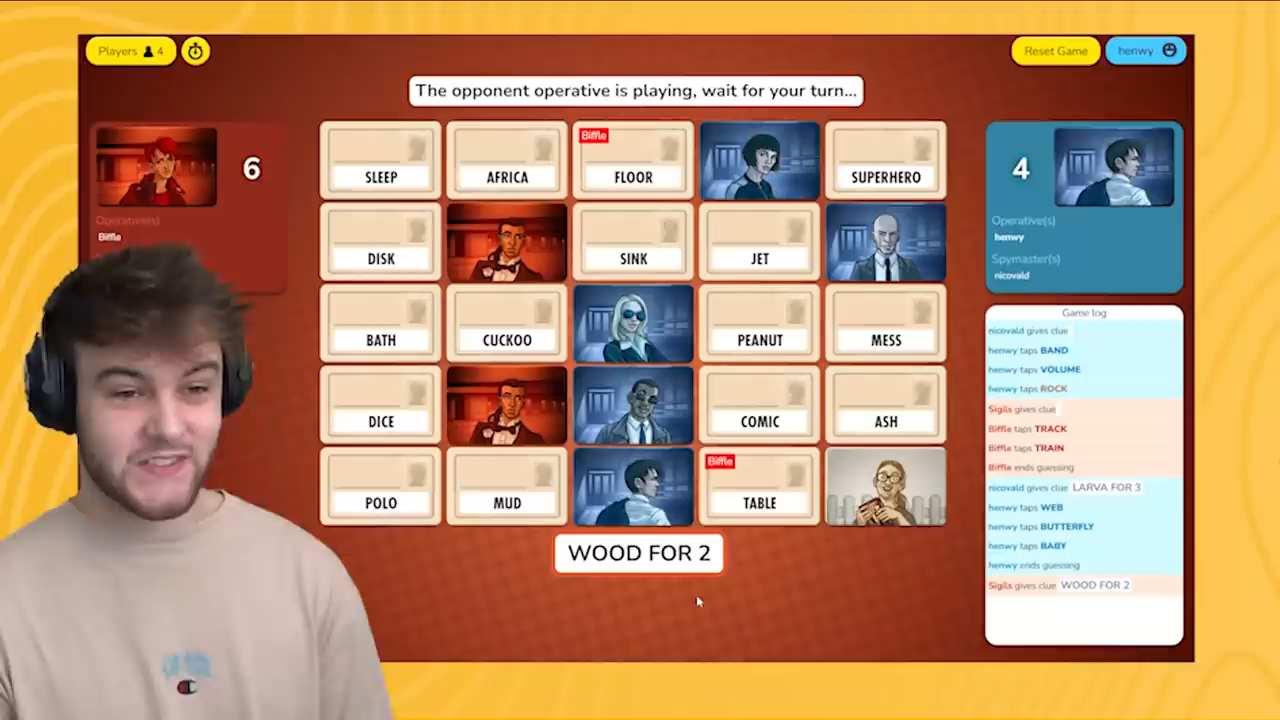 Players 4
Reset Game
henwy
The opponent operative is playing, wait for your turn...
6
Operative(s)
Biffle
SLEEP
AFRICA
Biffle
FLOOR
SUPERHERO
DISK
SINK
JET
BATH
CUCKOO
PEANUT
MESS
DICE
COMIC
ASH
POLO
MUD
Biffle
TABLE
WOOD FOR 2
4
Operative(s)
henwy
Spymaster(s)
nicovald
Game log
nicovald gives clue
henwy taps BAND
henwy taps VOLUME
henwy taps ROCK
Sigils gives clue
Biffle taps TRACK
Biffle taps TRAIN
Biffle ends guessing
nicovald gives clue LARVA FOR 3
henwy taps WEB
henwy taps BUTTERFLY
henwy taps BABY
henwy ends guessing
Sigils gives clue WOOD FOR 2